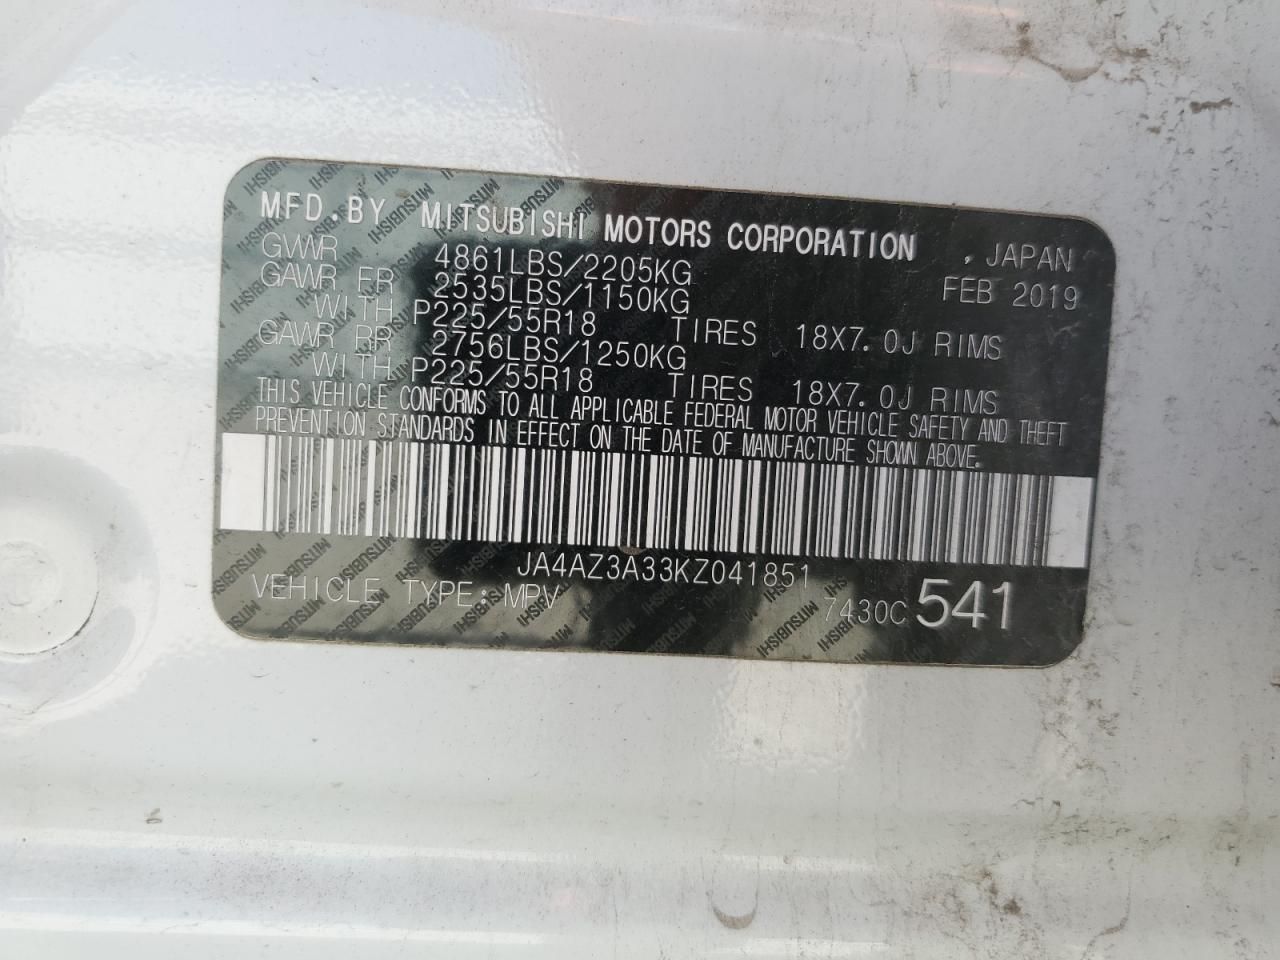 MFD. BY MITSUBISHI MOTORS CORPORATION , JAPAN
GVWR 4861LBS/2205KG FEB 2019
GAWR FR 2535LBS/1150KG
WITH P225/55R18 TIRES 18X7.0J RIMS
GAWR RR 2756LBS/1250KG
WITH P225/55R18 TIRES 18X7.0J RIMS
THIS VEHICLE CONFORMS TO ALL APPLICABLE FEDERAL MOTOR VEHICLE SAFETY AND THEFT
PREVENTION STANDARDS IN EFFECT ON THE DATE OF MANUFACTURE SHOWN ABOVE.
JA4AZ3A33KZ041851
VEHICLE TYPE: MPV 7430C 541